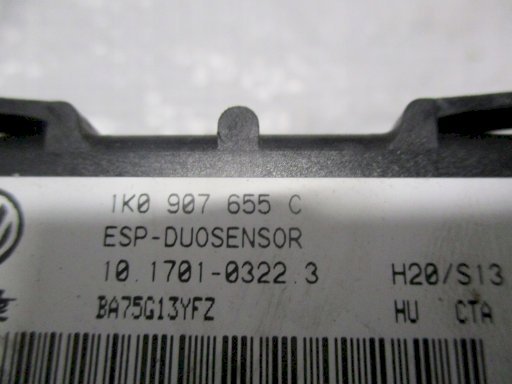 1K0 907 655 C
ESP-DUOSENSOR
10.1701-0322.3 H20/S13
BA75G13YFZ HU CTA